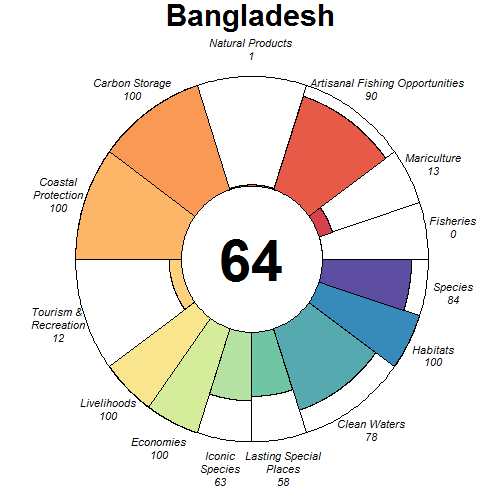 Bangladesh
Natural Products
1
Carbon Storage
100
Artisanal Fishing Opportunities
90
Mariculture
13
Coastal
Protection
100
Fisheries
0
64
Species
84
Tourism &
Recreation
12
Habitats
100
Livelihoods
100
Clean Waters
78
Economies
100
Iconic
Species
63
Lasting Special
Places
58